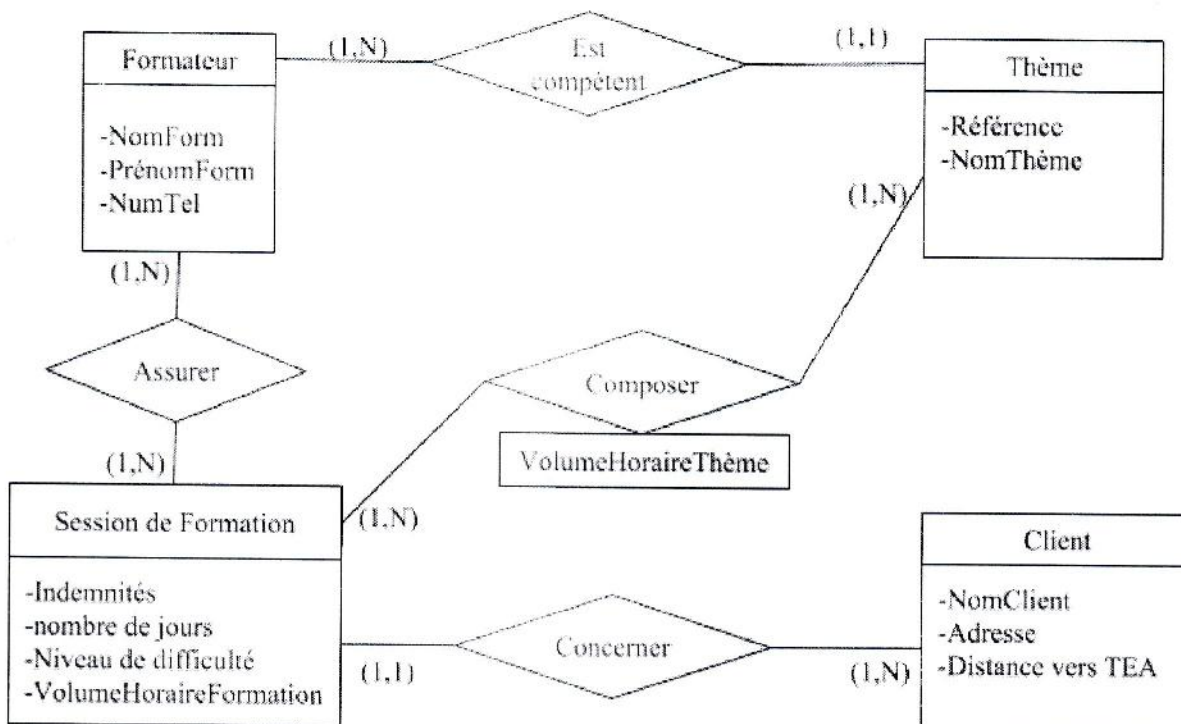 Formateur
-NomForm
-PrénomForm
-NumTel
(1,N)
Est
compétent
(1,1)
Thème
-Référence
-NomThème
(1,N)
Assurer
(1,N)
(1,N)
Composer
VolumeHoraireThème
(1,N)
Session de Formation
-Indemnités
-nombre de jours
-Niveau de difficulté
-VolumeHoraireFormation
(1,1)
Concerner
(1,N)
Client
-NomClient
-Adresse
-Distance vers TEA